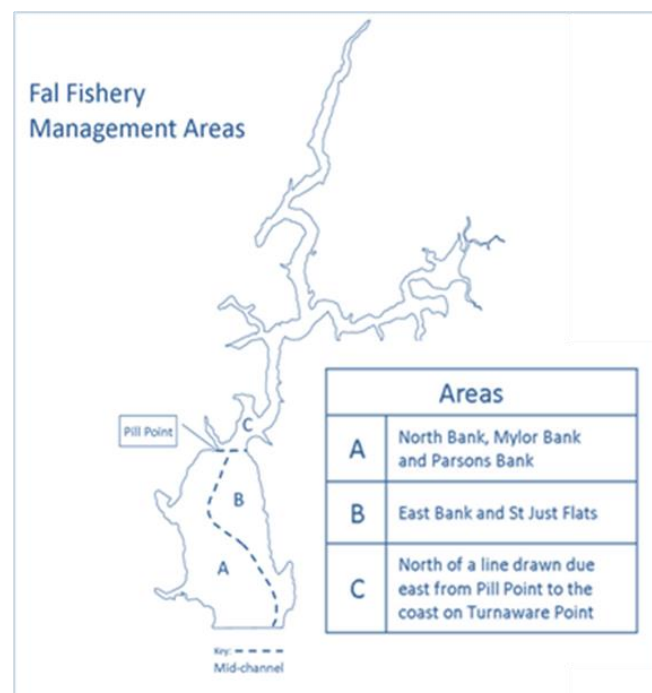 Fal Fishery
Management Areas
C
Pill Point
B
A
Key:
Mid-channel
Areas
A
North Bank, Mylor Bank
and Parsons Bank
B
East Bank and St Just Flats
C
North of a line drawn due
east from Pill Point to the
coast on Turnaware Point